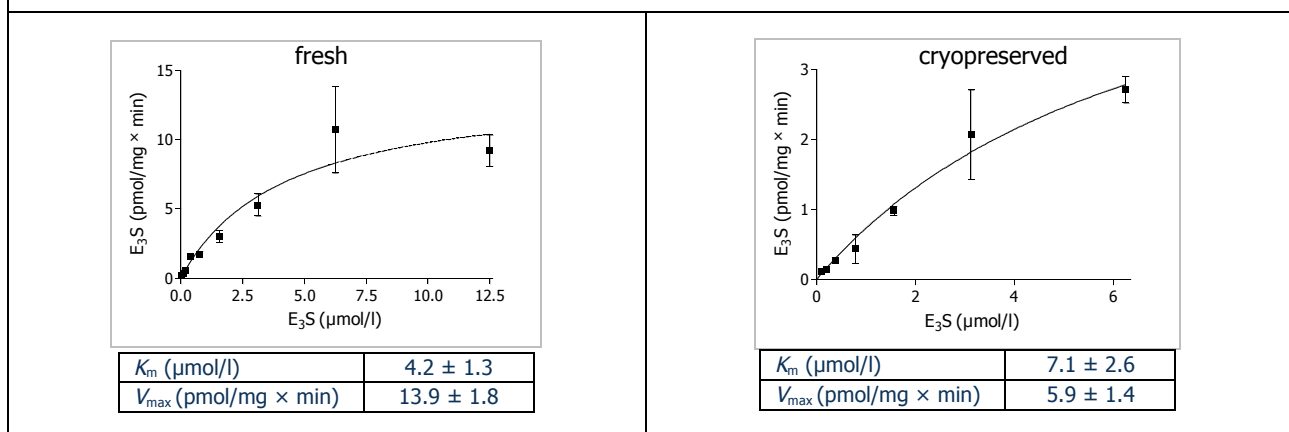 fresh
15
10
5
0
E₃S (pmol/mg × min)
0.0 2.5 5.0 7.5 10.0 12.5
E₃S (µmol/l)
Kₘ (µmol/l) 4.2 ± 1.3
Vₘₐₓ (pmol/mg × min) 13.9 ± 1.8
cryopreserved
3
2
1
0
E₃S (pmol/mg × min)
0 2 4 6
E₃S (µmol/l)
Kₘ (µmol/l) 7.1 ± 2.6
Vₘₐₓ (pmol/mg × min) 5.9 ± 1.4